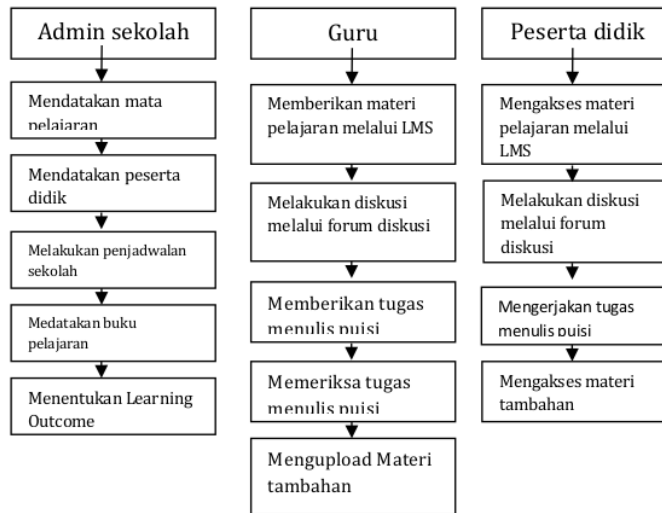 Admin sekolah
Mendatakan mata
pelajaran
Mendatakan peserta
didik
Melakukan penjadwalan
sekolah
Medatakan buku
pelajaran
Menentukan Learning
Outcome
Guru
Memberikan materi
pelajaran melalui LMS
Melakukan diskusi
melalui forum diskusi
Memberikan tugas
menulis puisi
Memeriksa tugas
menulis puisi
Mengupload Materi
tambahan
Peserta didik
Mengakses materi
pelajaran melalui
LMS
Melakukan diskusi
melalui forum
diskusi
Mengerjakan tugas
menulis puisi
Mengakses materi
tambahan